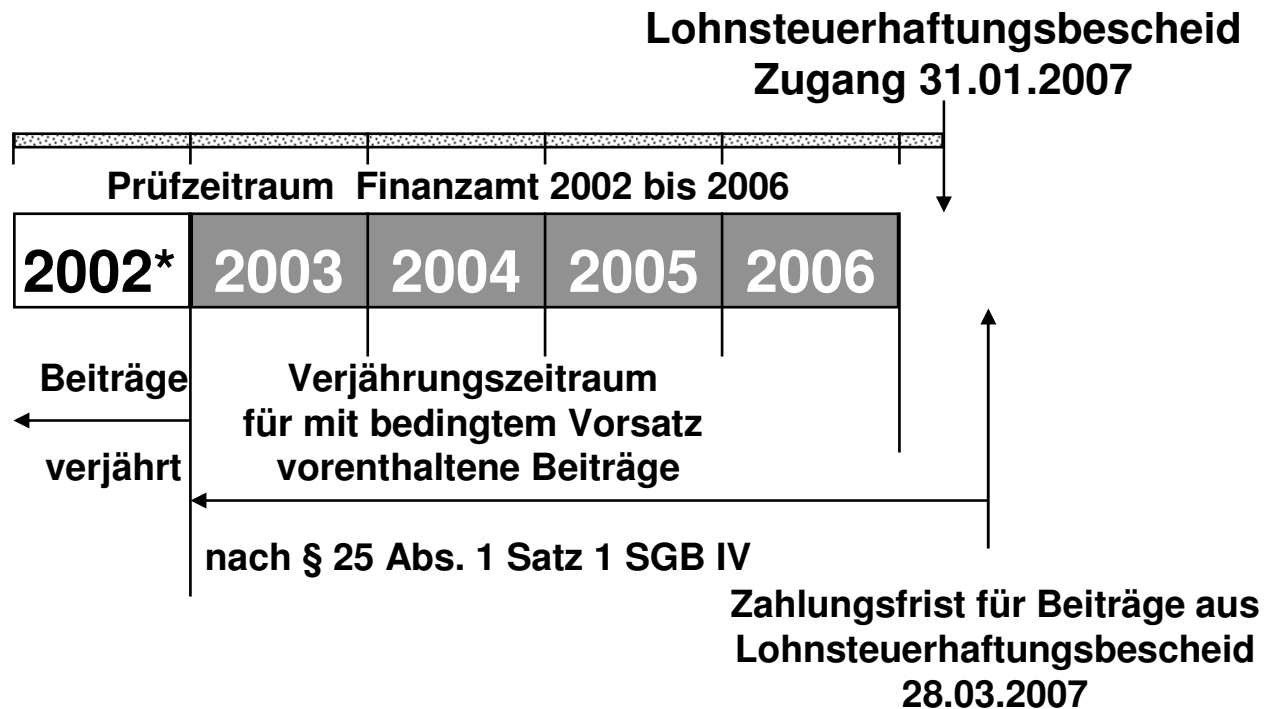 Lohnsteuerhaftungsbescheid
Zugang 31.01.2007
Prüfzeitraum Finanzamt 2002 bis 2006
2002* 2003 2004 2005 2006
Beiträge
verjährt
Verjährungszeitraum
für mit bedingtem Vorsatz
vorenthaltene Beiträge
nach § 25 Abs. 1 Satz 1 SGB IV
Zahlungsfrist für Beiträge aus
Lohnsteuerhaftungsbescheid
28.03.2007